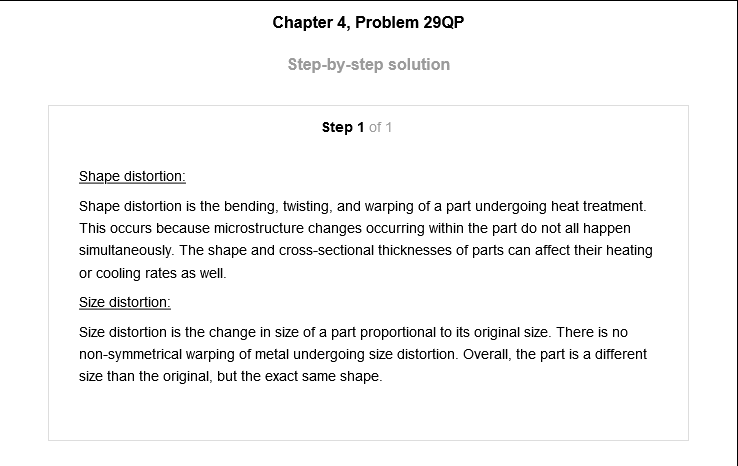 Chapter 4, Problem 29QP
Step-by-step solution
Step 1 of 1
Shape distortion:
Shape distortion is the bending, twisting, and warping of a part undergoing heat treatment.
This occurs because microstructure changes occurring within the part do not all happen
simultaneously. The shape and cross-sectional thicknesses of parts can affect their heating
or cooling rates as well.
Size distortion:
Size distortion is the change in size of a part proportional to its original size. There is no
non-symmetrical warping of metal undergoing size distortion. Overall, the part is a different
size than the original, but the exact same shape.